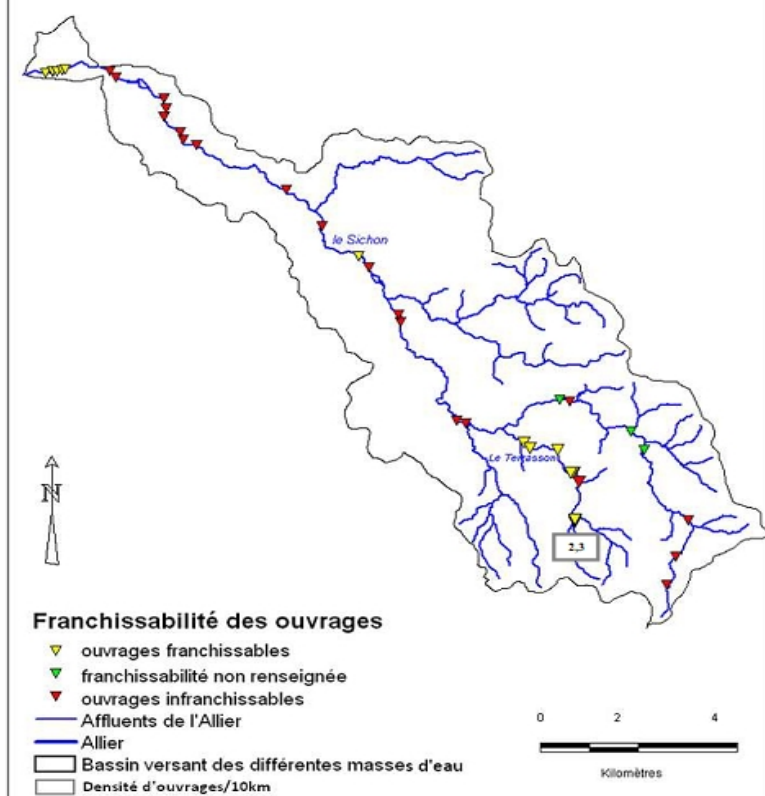 le Sichon
Le Terrasson
2,3
N
Franchissabilité des ouvrages
ouvrages franchissables
franchissabilité non renseignée
ouvrages infranchissables
Affluents de l'Allier
Allier
Bassin versant des différentes masses d'eau
Densité d'ouvrages/10km
0 2 4
Kilomètres